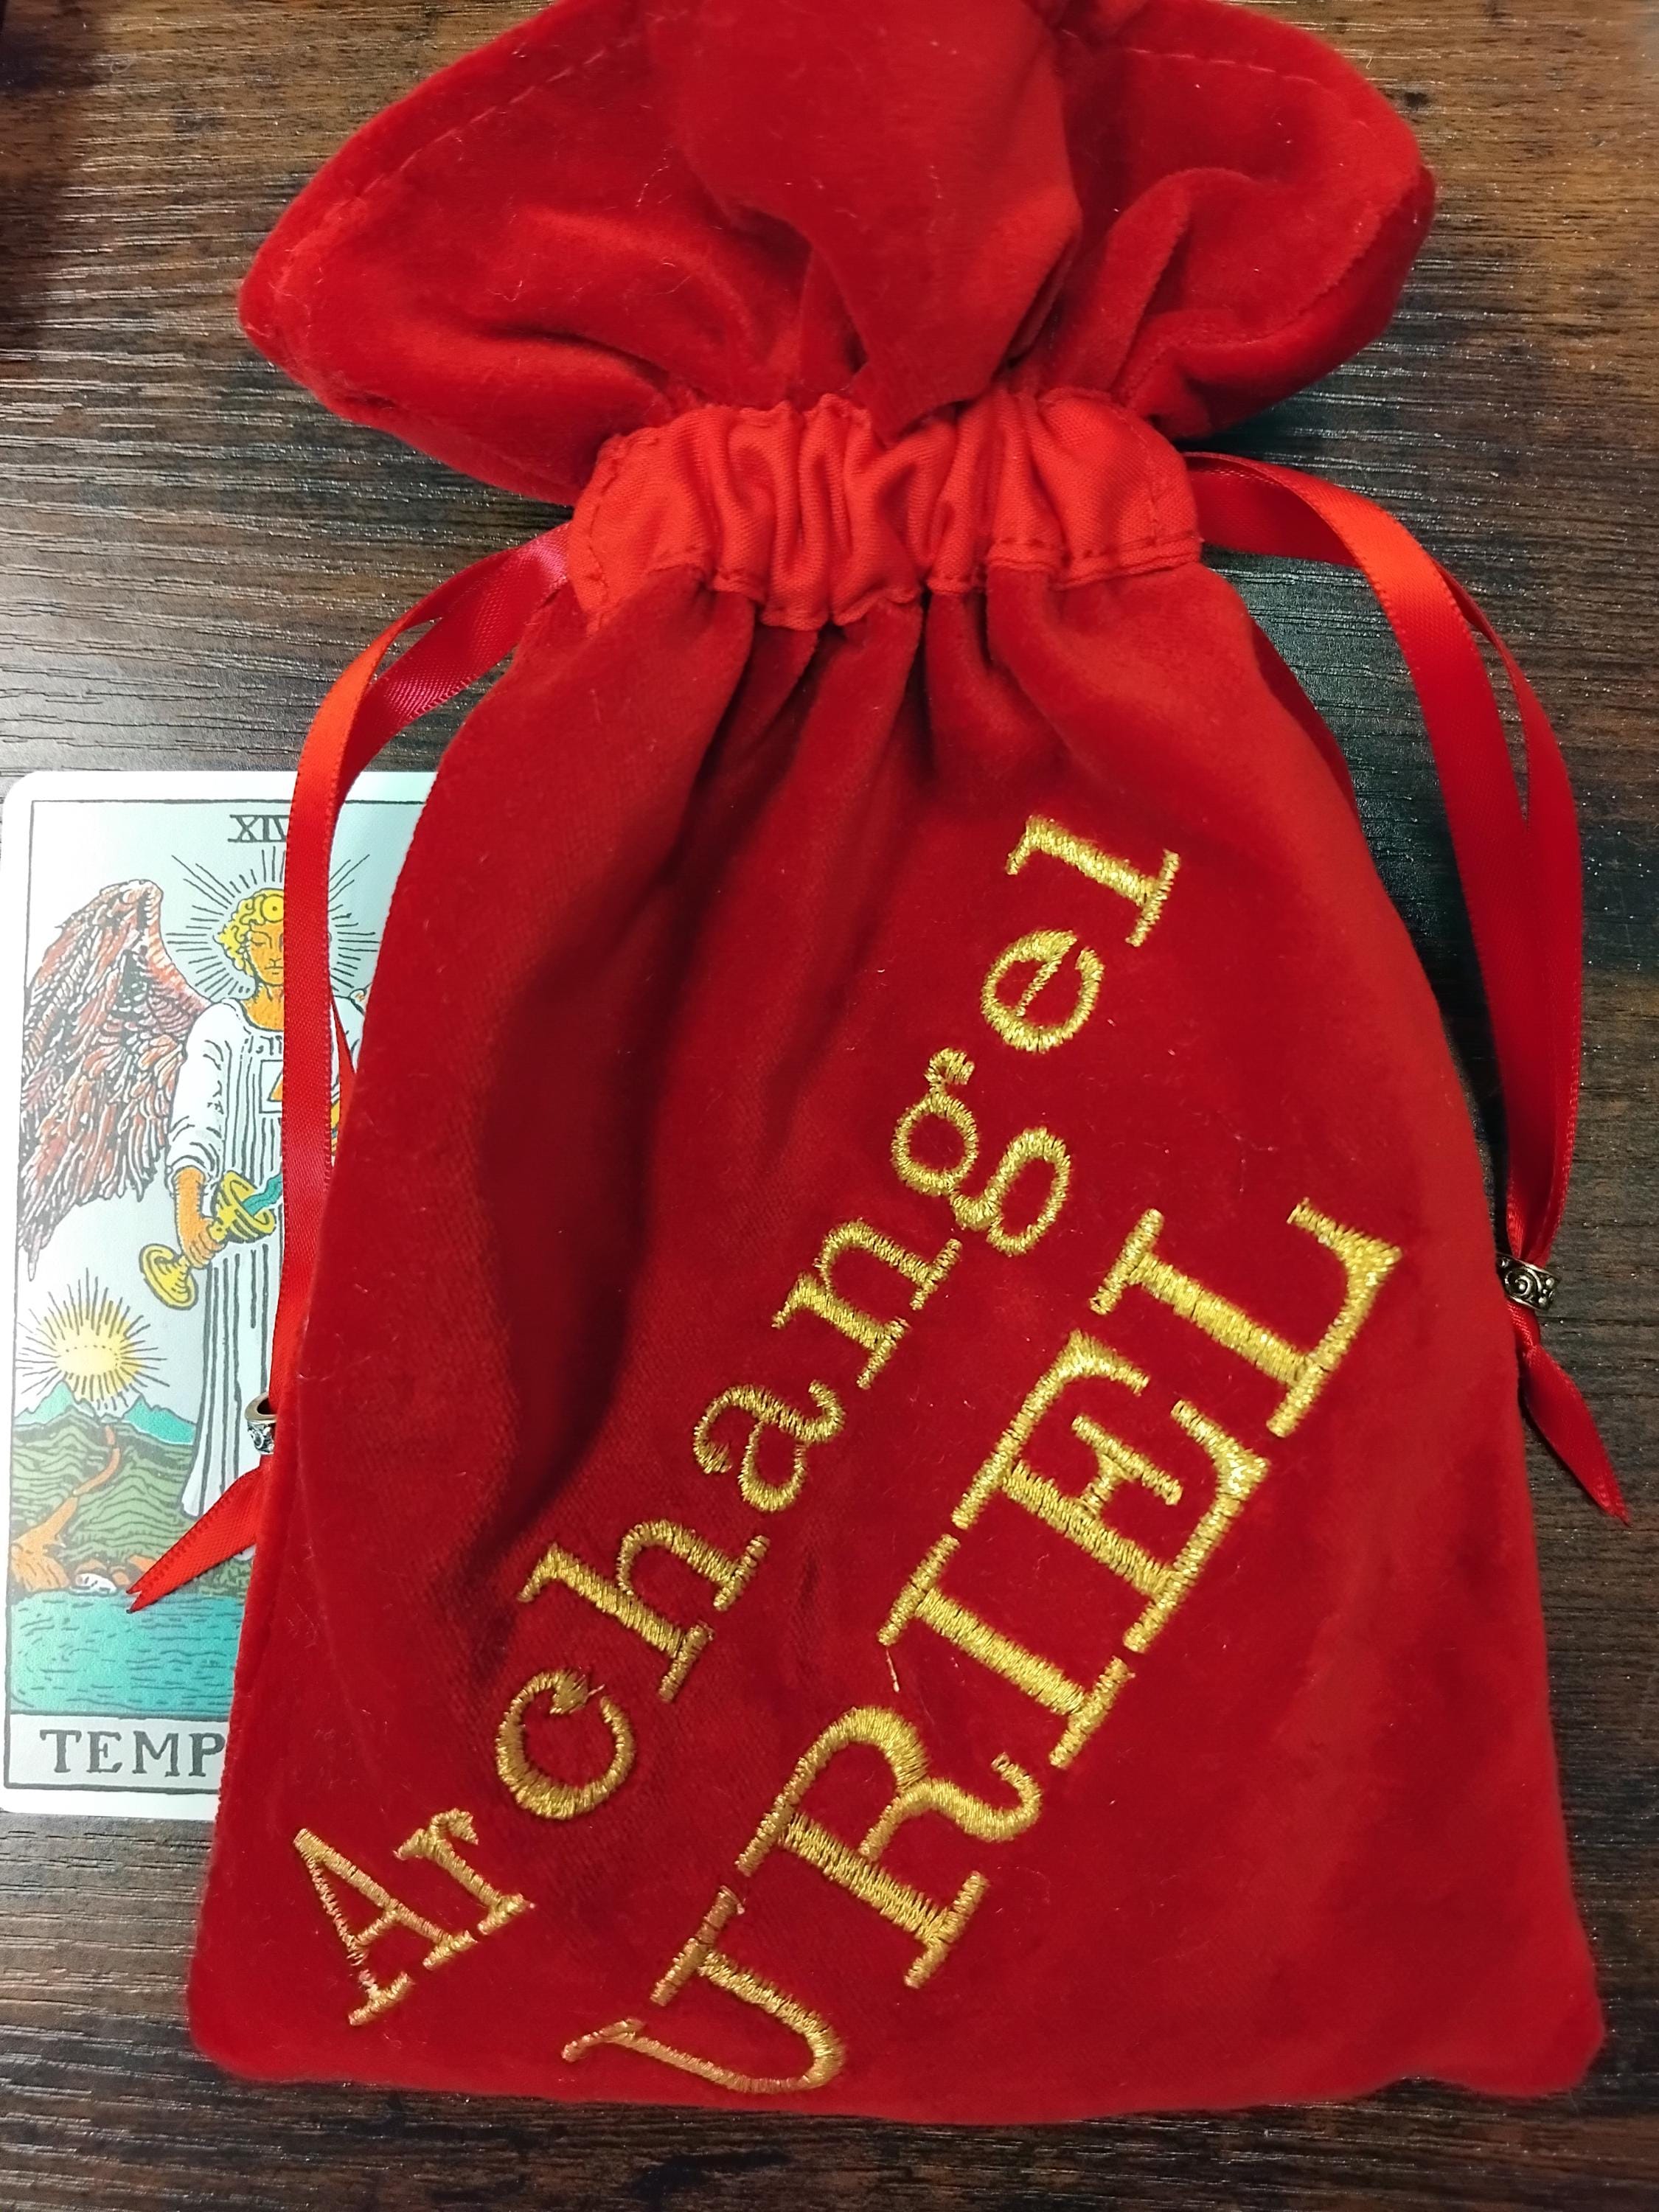 XIV
TEMP
Archangel
URIEL